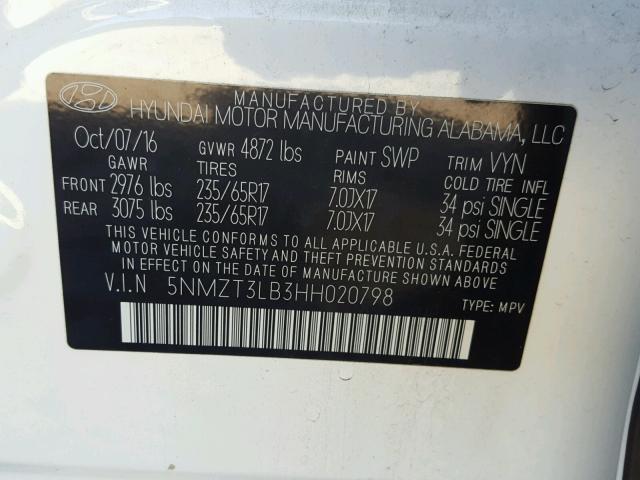 MANUFACTURED BY
HYUNDAI MOTOR MANUFACTURING ALABAMA, LLC
Oct/07/16 GVWR 4872 lbs PAINT SWP TRIM VYN
GAWR TIRES RIMS COLD TIRE INFL
FRONT 2976 lbs 235/65R17 7.0JX17 34 psi SINGLE
REAR 3075 lbs 235/65R17 7.0JX17 34 psi SINGLE
THIS VEHICLE CONFORMS TO ALL APPLICABLE U.S.A. FEDERAL
MOTOR VEHICLE SAFETY AND THEFT PREVENTION STANDARDS
IN EFFECT ON THE DATE OF MANUFACTURE SHOWN ABOVE
V.I.N 5NMZT3LB3HH020798
TYPE: MPV